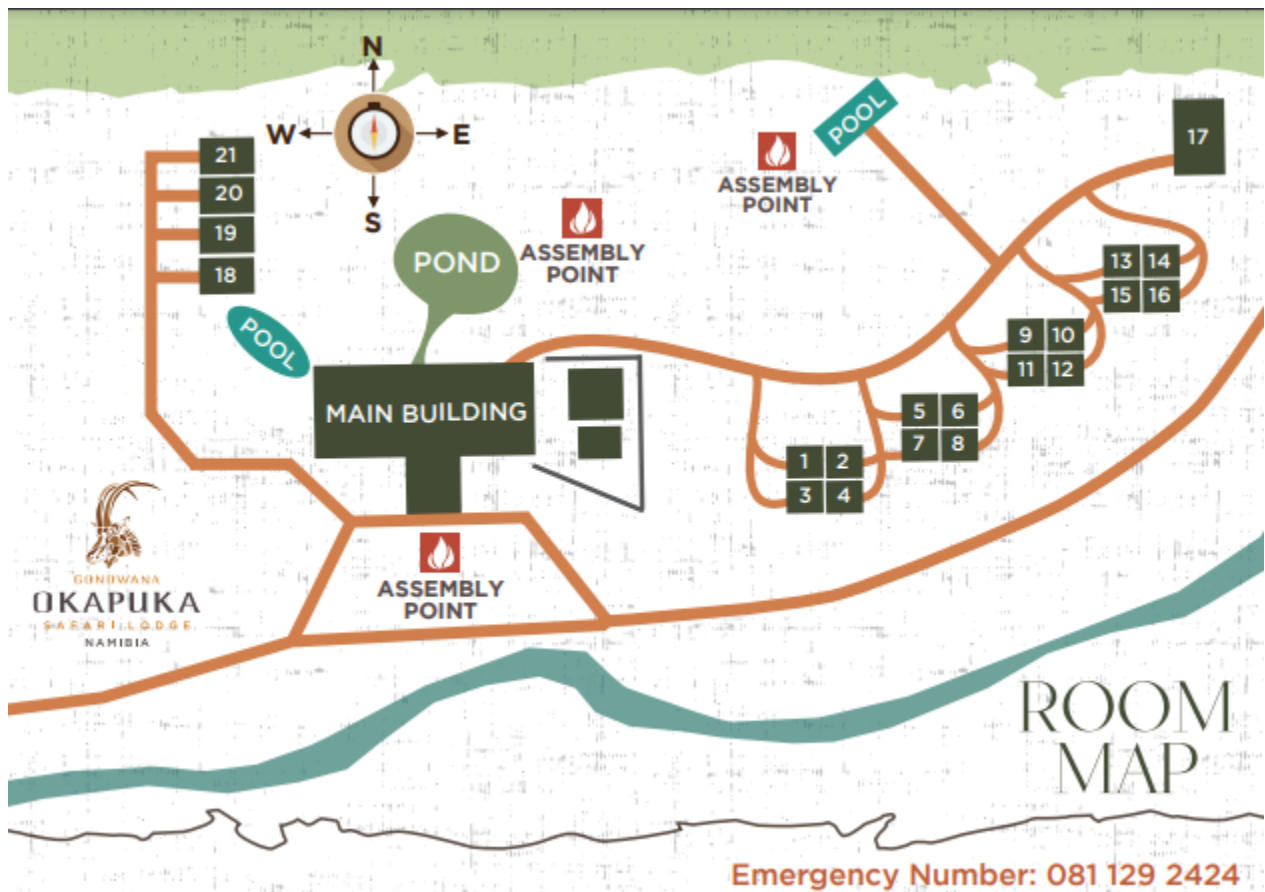 N
W
E
S
21
20
19
18
POOL
POND
ASSEMBLY
POINT
MAIN BUILDING
ASSEMBLY
POINT
POOL
ASSEMBLY
POINT
17
13 14
15 16
9 10
11 12
5 6
7 8
1 2
3 4
GONDWANA
OKAPUKA
SAFARI LODGE
NAMIBIA
ROOM
MAP
Emergency Number: 081 129 2424